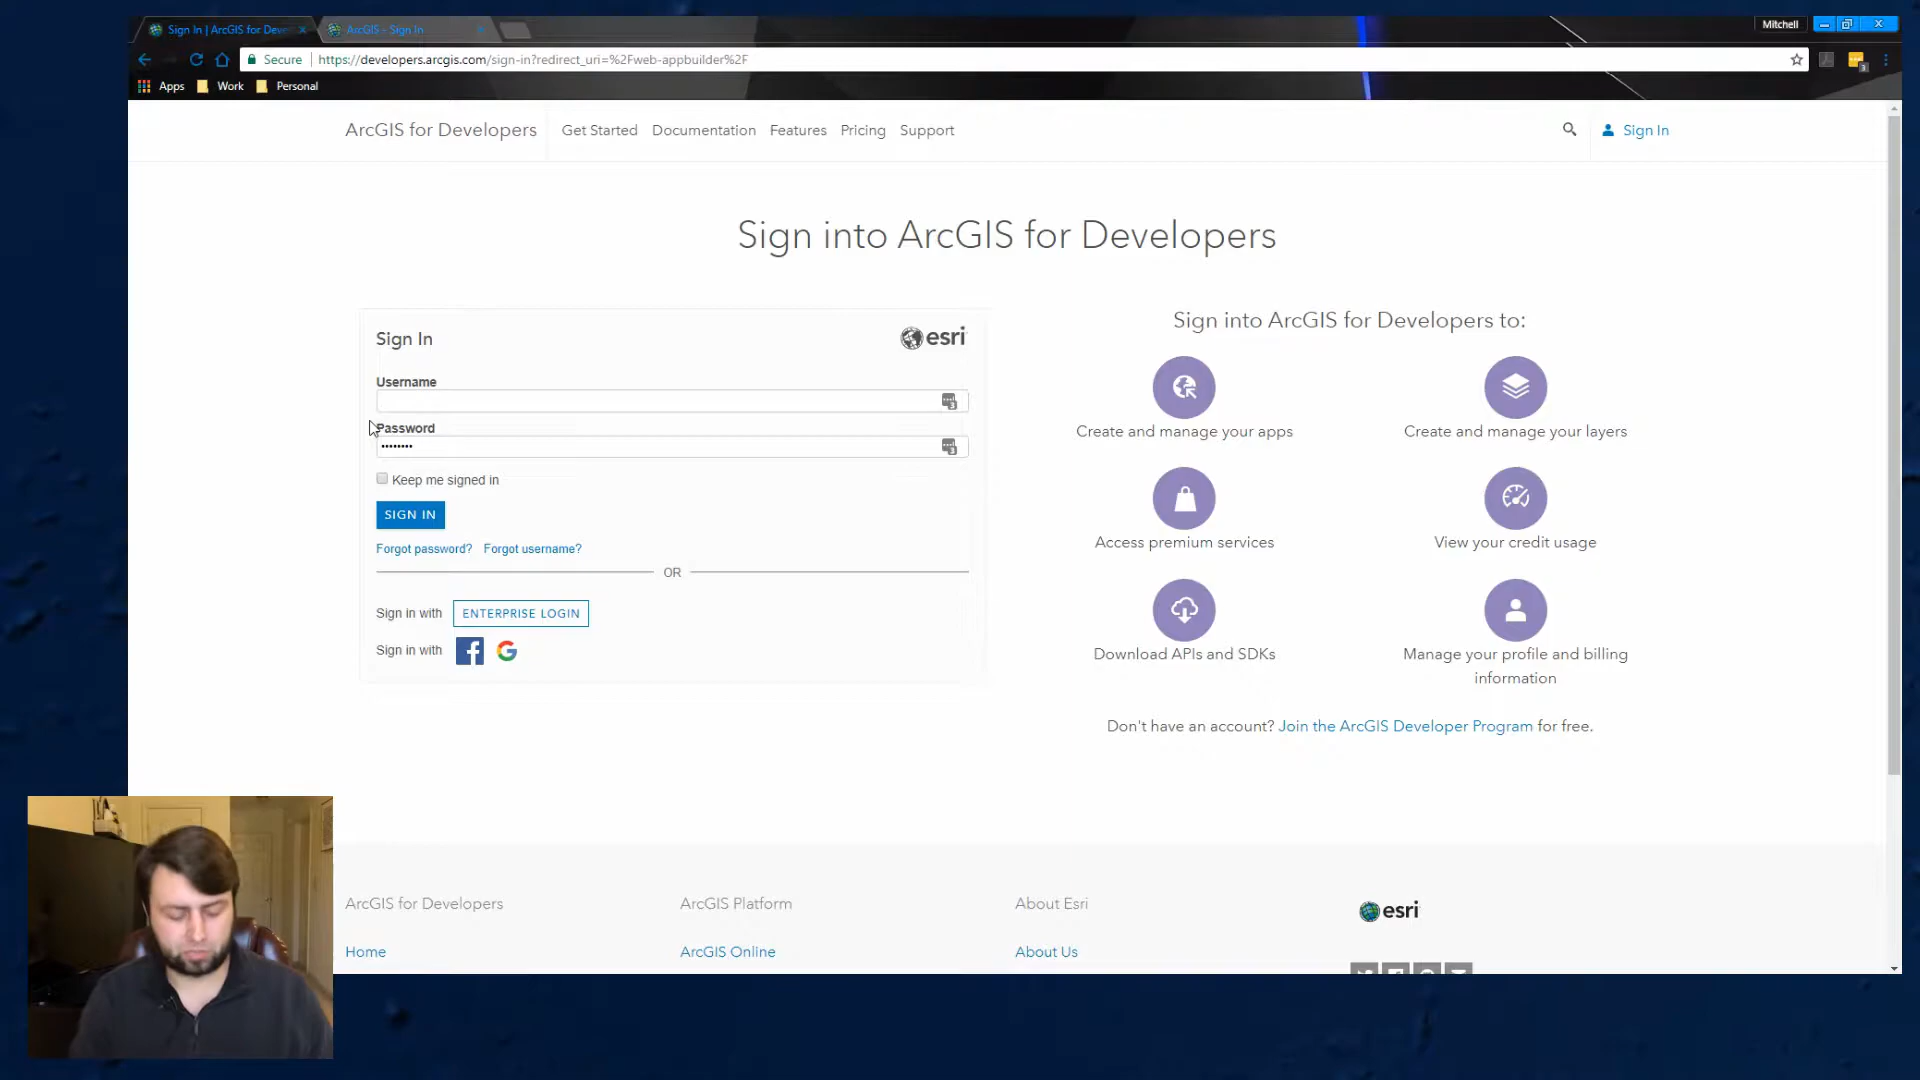 Sign In | ArcGIS for Deve
ArcGIS - Sign In
Mitchell
Secure
https://developers.arcgis.com/sign-in?redirect_uri=%2Fweb-appbuilder%2F
Apps
Work
Personal
ArcGIS for Developers
Get Started
Documentation
Features
Pricing
Support
Sign In
Sign into ArcGIS for Developers
Sign In
esri
Username
Password
Keep me signed in
SIGN IN
Forgot password?
Forgot username?
OR
Sign in with
ENTERPRISE LOGIN
Sign in with
Sign into ArcGIS for Developers to:
Create and manage your apps
Create and manage your layers
Access premium services
View your credit usage
Download APIs and SDKs
Manage your profile and billing
information
Don't have an account? Join the ArcGIS Developer Program for free.
ArcGIS for Developers
Home
ArcGIS Platform
ArcGIS Online
About Esri
About Us
esri